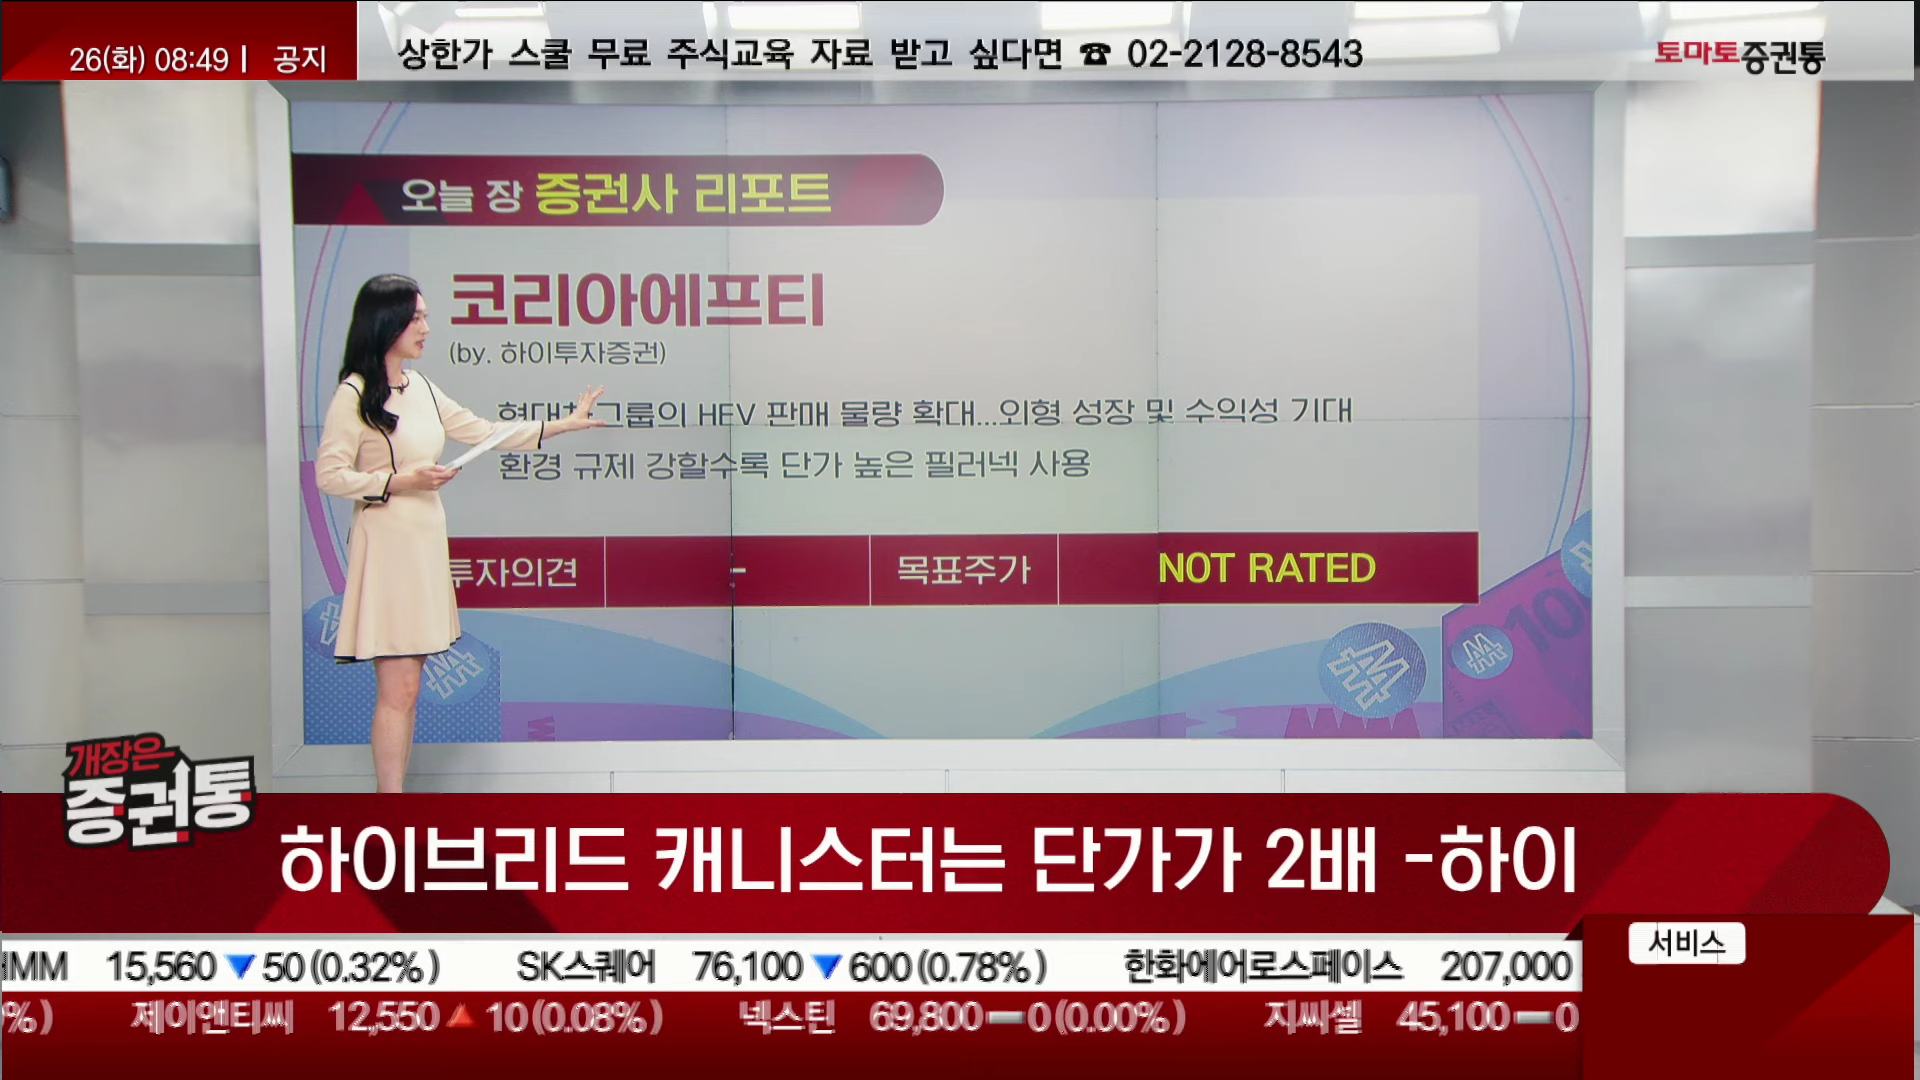 26(화) 08:49 | 공지
상한가 스쿨 무료 주식교육 자료 받고 싶다면 ☎ 02-2128-8543
토마토증권통
오늘 장 증권사 리포트
코리아에프티
(by. 하이투자증권)
현대차그룹의 HEV 판매 물량 확대...외형 성장 및 수익성 기대
환경 규제 강할수록 단가 높은 필러넥 사용
투자의견 - 목표주가 NOT RATED
100
개장은
증권통
하이브리드 캐니스터는 단가가 2배 -하이
서비스
HMM 15,560 ▼ 50 (0.32%) SK스퀘어 76,100 ▼ 600 (0.78%) 한화에어로스페이스 207,000
%) 제이앤티씨 12,550 ▲ 10 (0.08%) 넥스틴 69,800 ━ 0 (0.00%) 지씨셀 45,100 ━ 0